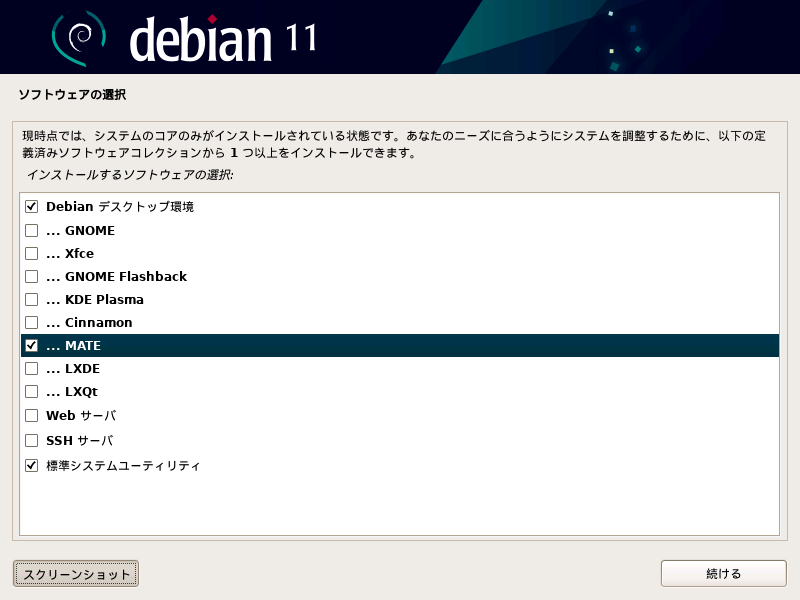 debian 11
ソフトウェアの選択
現時点では、システムのコアのみがインストールされている状態です。あなたのニーズに合うようにシステムを調整するために、以下の定
義済みソフトウェアコレクションから 1 つ以上をインストールできます。
インストールするソフトウェアの選択:
Debian デスクトップ環境
... GNOME
... Xfce
... GNOME Flashback
... KDE Plasma
... Cinnamon
... MATE
... LXDE
... LXQt
Web サーバ
SSH サーバ
標準システムユーティリティ
スクリーンショット
続ける